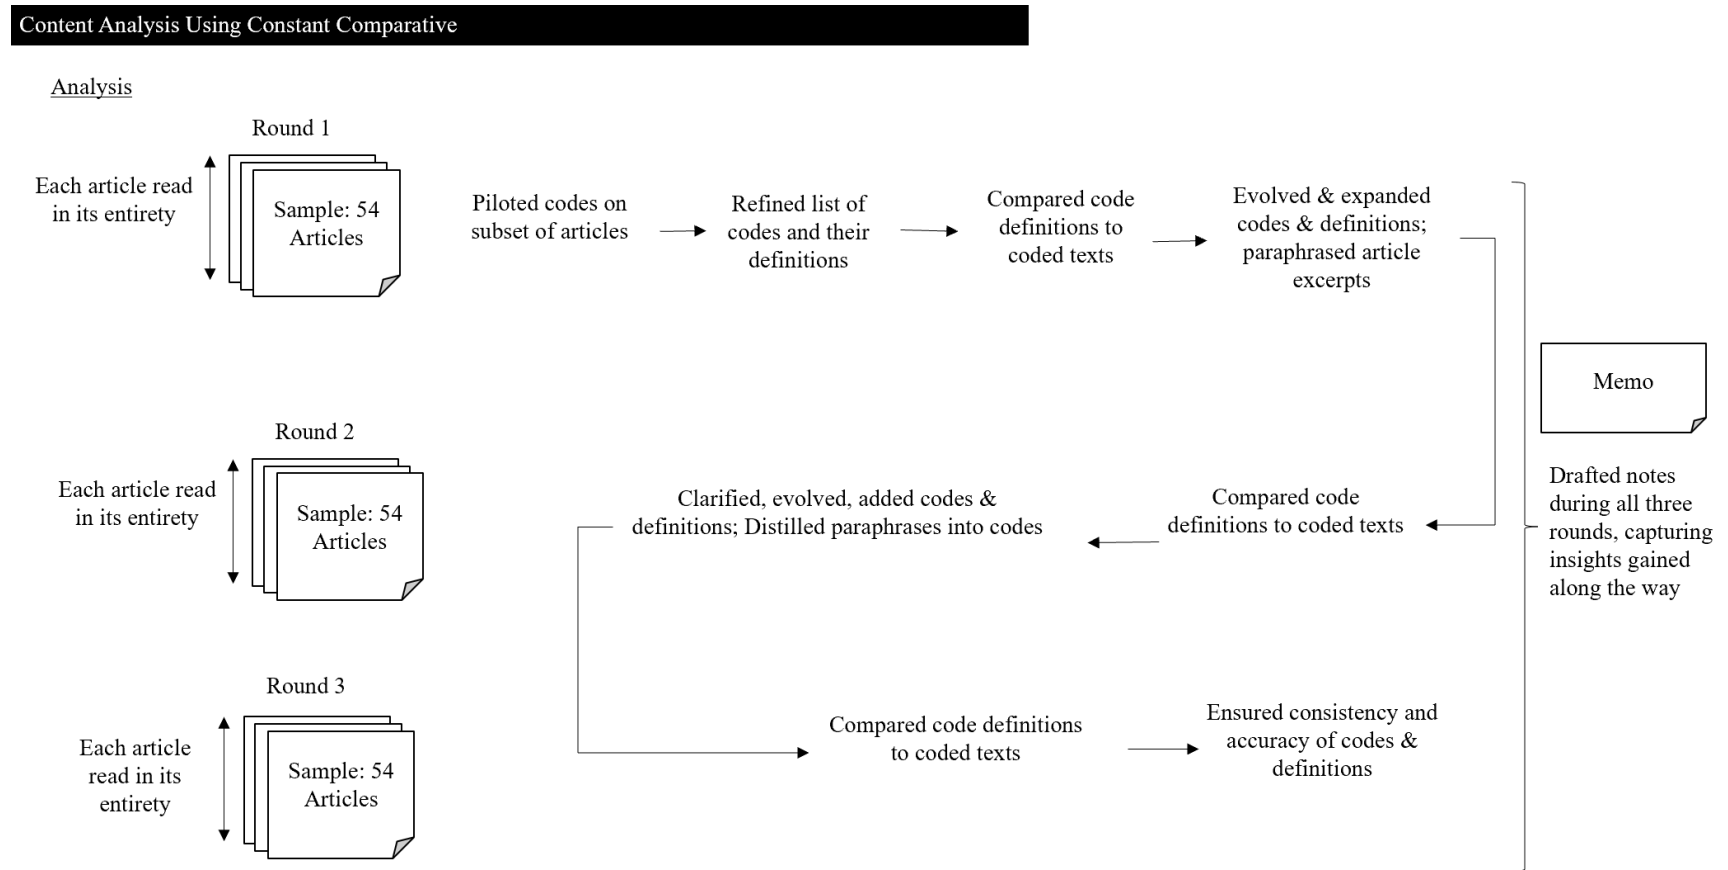 Content Analysis Using Constant Comparative
Analysis
Round 1
Each article read
in its entirety
Sample: 54
Articles
Piloted codes on
subset of articles
Refined list of
codes and their
definitions
Compared code
definitions to
coded texts
Evolved & expanded
codes & definitions;
paraphrased article
excerpts
Memo
Drafted notes
during all three
rounds, capturing
insights gained
along the way
Round 2
Each article read
in its entirety
Sample: 54
Articles
Clarified, evolved, added codes &
definitions; Distilled paraphrases into codes
Compared code
definitions to coded texts
Round 3
Each article
read in its
entirety
Sample: 54
Articles
Compared code definitions
to coded texts
Ensured consistency and
accuracy of codes &
definitions